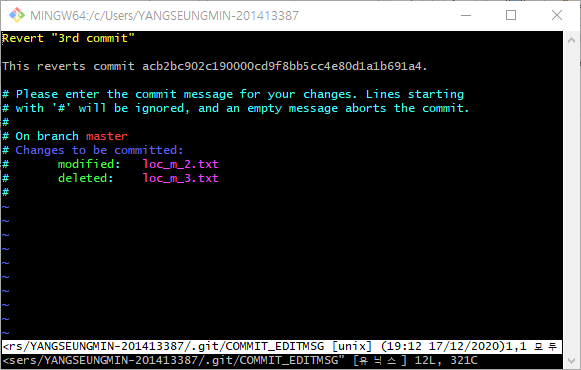 MINGW64:/c/Users/YANGSEUNGMIN-201413387
Revert "3rd commit"
This reverts commit acb2bc902c190000cd9f8bb5cc4e80d1a1b691a4.
# Please enter the commit message for your changes. Lines starting
# with '#' will be ignored, and an empty message aborts the commit.
#
# On branch master
# Changes to be committed:
#       modified:   loc_m_2.txt
#       deleted:    loc_m_3.txt
#
~
~
~
~
~
~
~
~
~
~
<rs/YANGSEUNGMIN-201413387/.git/COMMIT_EDITMSG [unix] (19:12 17/12/2020)1,1 모 두
<sers/YANGSEUNGMIN-201413387/.git/COMMIT_EDITMSG" [유 닉 스 ] 12L, 321C